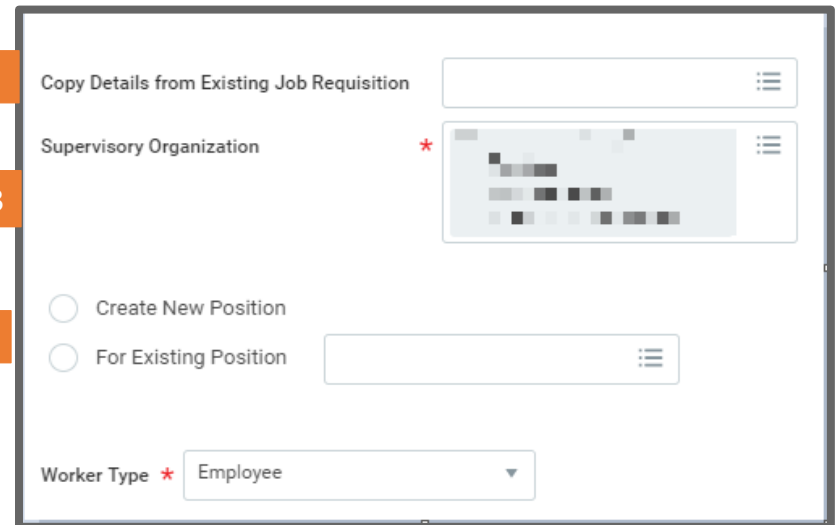 Copy Details from Existing Job Requisition
Supervisory Organization *
Create New Position
For Existing Position
Worker Type * Employee